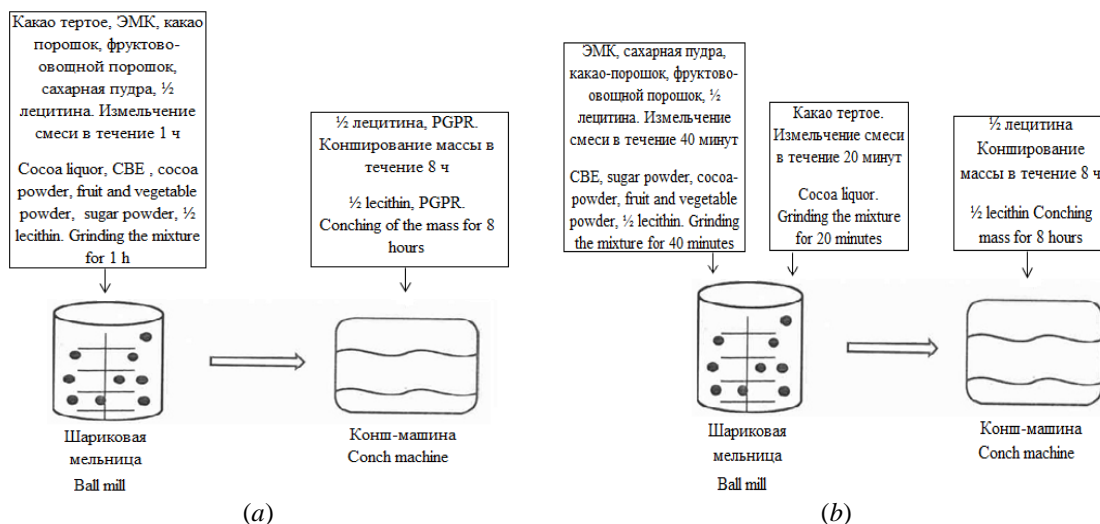 Какао тертое, ЭМК, какао
порошок, фруктово-
овощной порошок,
сахарная пудра, ½
лецитина. Измельчение
смеси в течение 1 ч
Cocoa liquor, CBE , cocoa
powder, fruit and vegetable
powder, sugar powder, ½
lecithin. Grinding the mixture
for 1 h
½ лецитина, PGPR.
Конширование массы в
течение 8 ч
½ lecithin, PGPR.
Conching of the mass for 8
hours
Шариковая
мельница
Ball mill
Конш-машина
Conch machine
(a)
ЭМК, сахарная пудра,
какао-порошок, фруктово-
овощной порошок, ½
лецитина. Измельчение
смеси в течение 40 минут
CBE, sugar powder, cocoa-
powder, fruit and vegetable
powder, ½ lecithin. Grinding
the mixture for 40 minutes
Какао тертое.
Измельчение смеси
в течение 20 минут
Cocoa liquor.
Grinding the mixture
for 20 minutes
½ лецитина
Конширование
массы в течение 8 ч
½ lecithin Conching
mass for 8 hours
Шариковая
мельница
Ball mill
Конш-машина
Conch machine
(b)